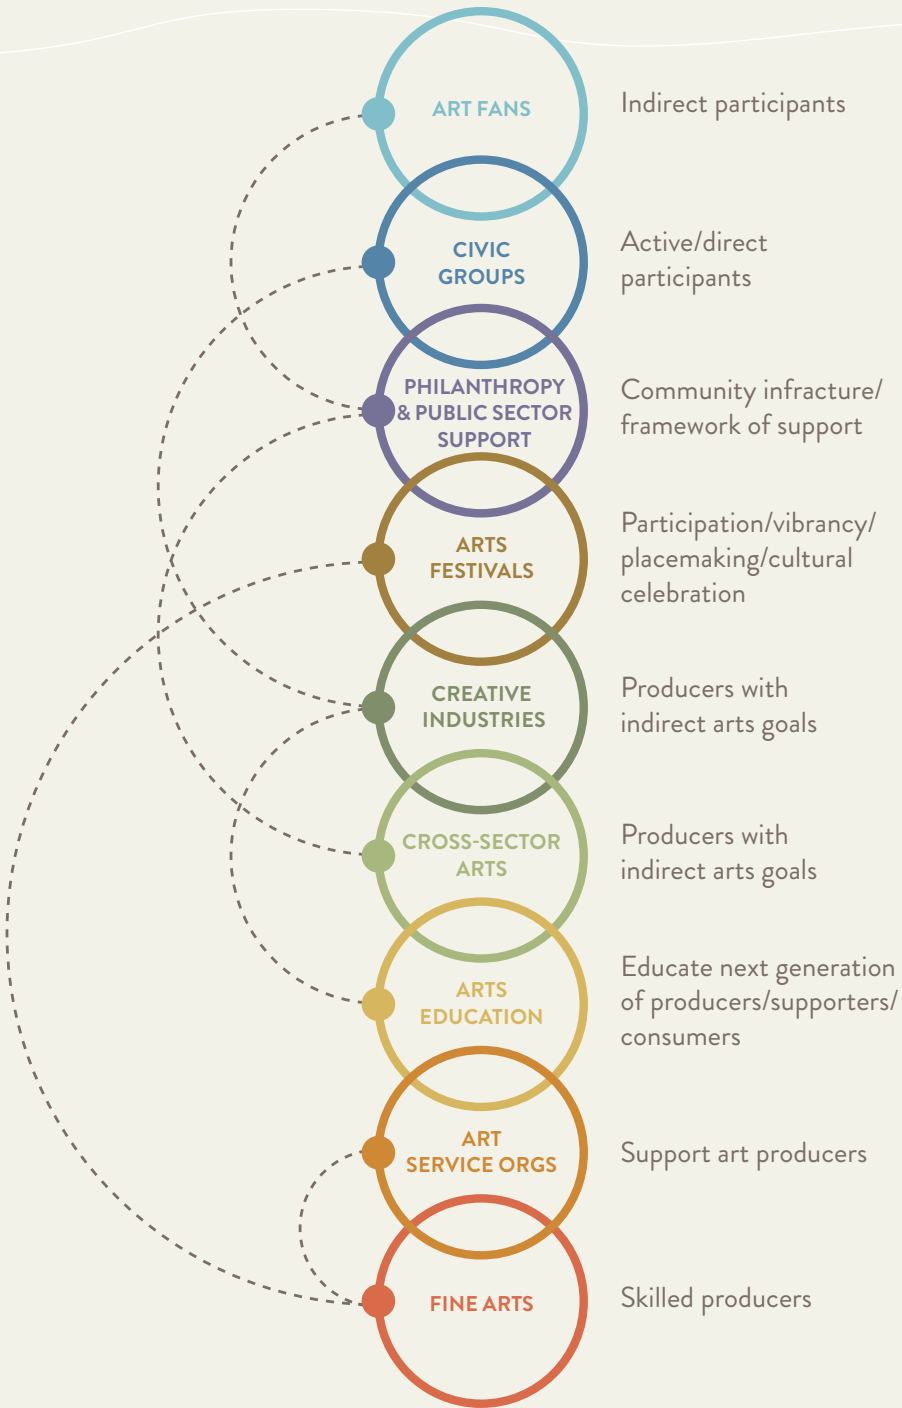 ART FANS
Indirect participants
CIVIC
GROUPS
Active/direct
participants
PHILANTHROPY
& PUBLIC SECTOR
SUPPORT
Community infracture/
framework of support
ARTS
FESTIVALS
Participation/vibrancy/
placemaking/cultural
celebration
CREATIVE
INDUSTRIES
Producers with
indirect arts goals
CROSS-SECTOR
ARTS
Producers with
indirect arts goals
ARTS
EDUCATION
Educate next generation
of producers/supporters/
consumers
ART
SERVICE ORGS
Support art producers
FINE ARTS
Skilled producers